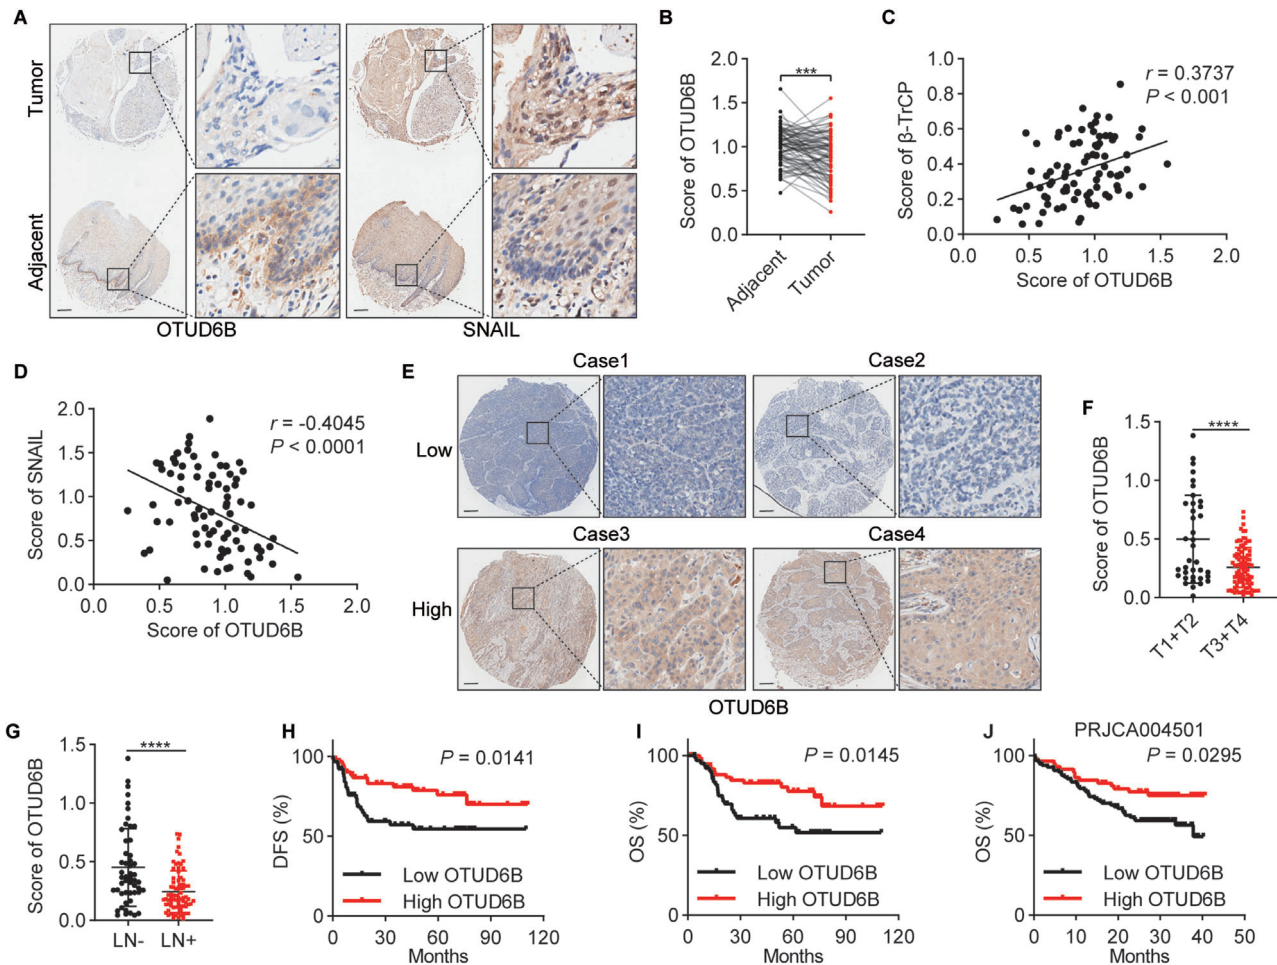 A
Tumor
Adjacent
OTUD6B
SNAIL
B
Score of OTUD6B
2.0
1.5
1.0
0.5
0.0
***
Adjacent
Tumor
C
Score of β-TrCP
1.0
0.8
0.6
0.4
0.2
0.0
r = 0.3737
P < 0.001
0.0 0.5 1.0 1.5 2.0
Score of OTUD6B
D
Score of SNAIL
2.0
1.5
1.0
0.5
0.0
r = -0.4045
P < 0.0001
0.0 0.5 1.0 1.5 2.0
Score of OTUD6B
E
Case1 Case2
Low
Case3 Case4
High
OTUD6B
F
Score of OTUD6B
1.5
1.0
0.5
0.0
****
T1+T2
T3+T4
G
Score of OTUD6B
1.5
1.0
0.5
0.0
****
LN- LN+
H
DFS (%)
100
50
0
P = 0.0141
Low OTUD6B
High OTUD6B
0 30 60 90 120
Months
I
OS (%)
100
50
0
P = 0.0145
Low OTUD6B
High OTUD6B
0 30 60 90 120
Months
J
PRJCA004501
OS (%)
100
50
0
P = 0.0295
Low OTUD6B
High OTUD6B
0 10 20 30 40 50
Months